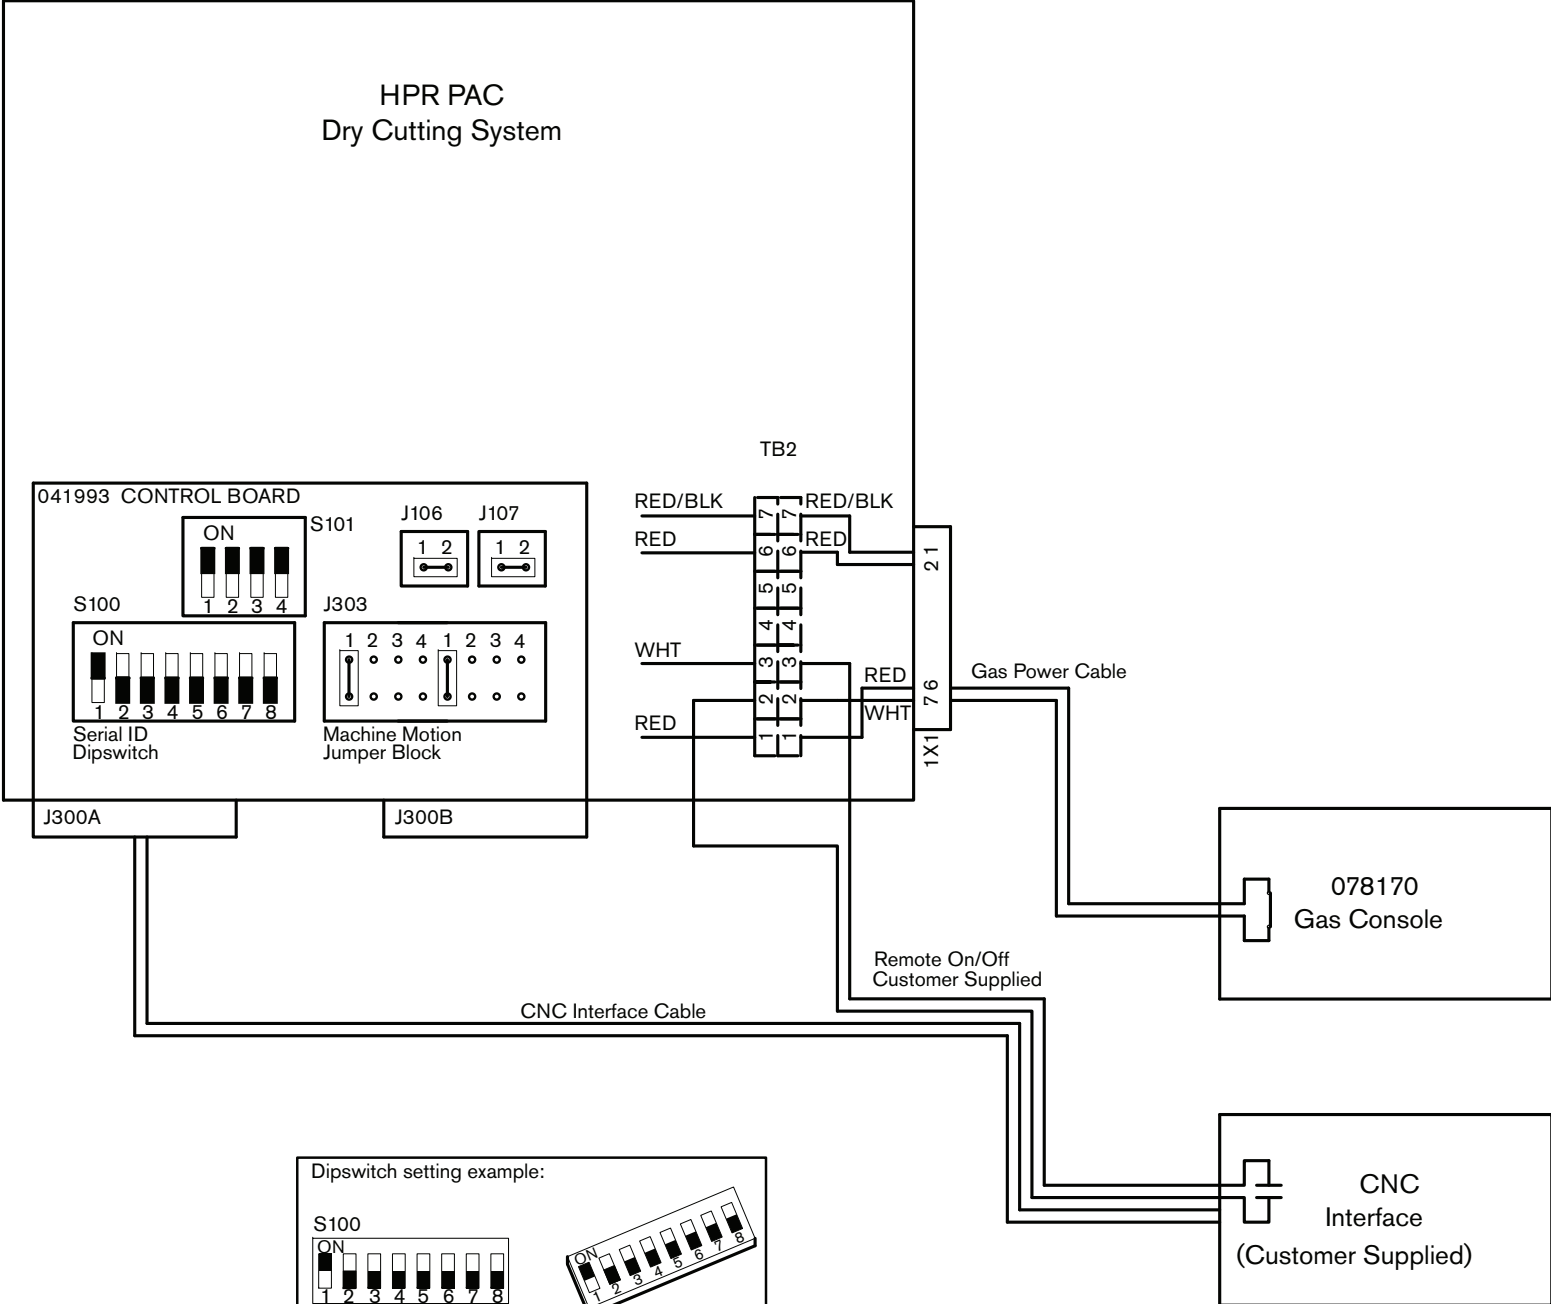 HPR PAC
Dry Cutting System
TB2
041993 CONTROL BOARD
S101
ON
1 2 3 4
J106
1 2
J107
1 2
S100
ON
1 2 3 4 5 6 7 8
Serial ID
Dipswitch
J303
1 2 3 4 1 2 3 4
Machine Motion
Jumper Block
RED/BLK
7 7
RED/BLK
RED
6 6
RED
5 5
4 4
WHT
3 3
2 2
RED
1 1
RED
WHT
2 1
7 6
1X1
Gas Power Cable
J300A
J300B
078170
Gas Console
Remote On/Off
Customer Supplied
CNC Interface Cable
CNC
Interface
(Customer Supplied)
Dipswitch setting example:
S100
ON
1 2 3 4 5 6 7 8
ON
1 2 3 4 5 6 7 8